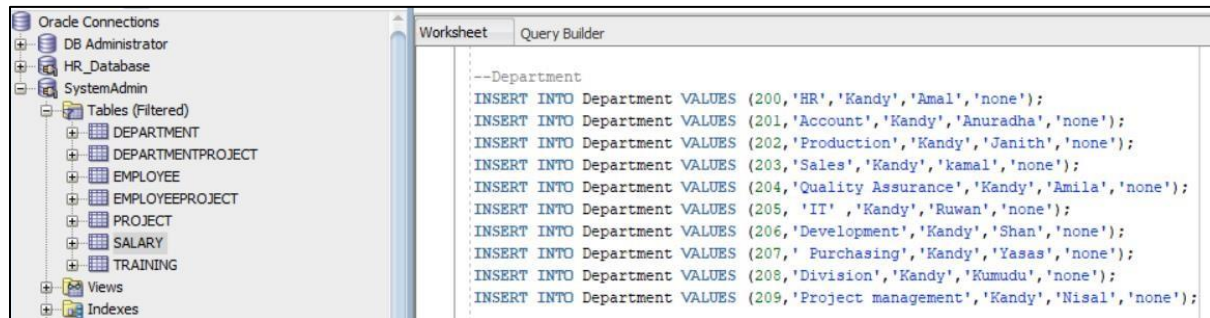 Oracle Connections
DB Administrator
HR_Database
SystemAdmin
Tables (Filtered)
DEPARTMENT
DEPARTMENTPROJECT
EMPLOYEE
EMPLOYEEPROJECT
PROJECT
SALARY
TRAINING
Views
Indexes
Worksheet Query Builder
--Department
INSERT INTO Department VALUES (200,'HR','Kandy','Amal','none');
INSERT INTO Department VALUES (201,'Account','Kandy','Anuradha','none');
INSERT INTO Department VALUES (202,'Production','Kandy','Janith','none');
INSERT INTO Department VALUES (203,'Sales','Kandy','kamal','none');
INSERT INTO Department VALUES (204,'Quality Assurance','Kandy','Amila','none');
INSERT INTO Department VALUES (205, 'IT' ,'Kandy','Ruwan','none');
INSERT INTO Department VALUES (206,'Development','Kandy','Shan','none');
INSERT INTO Department VALUES (207,' Purchasing','Kandy','Yasas','none');
INSERT INTO Department VALUES (208,'Division','Kandy','Kumudu','none');
INSERT INTO Department VALUES (209,'Project management','Kandy','Nisal','none');